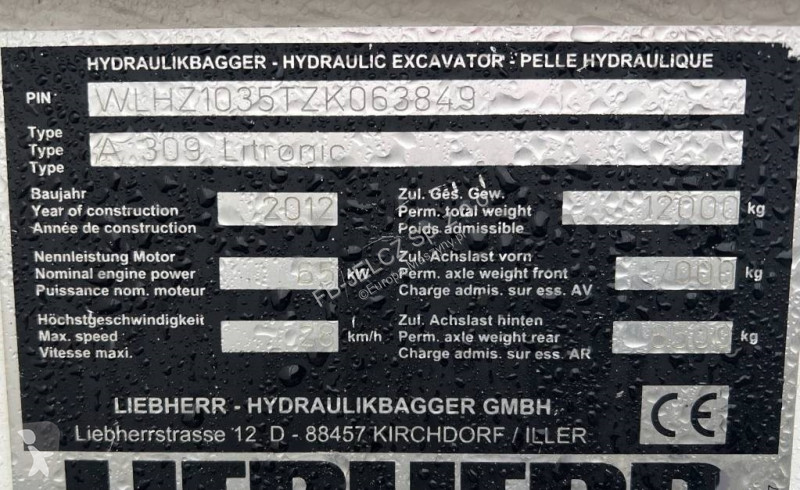 HYDRAULIKBAGGER - HYDRAULIC EXCAVATOR - PELLE HYDRAULIQUE
PIN WLHZ1035TZK063849
Type
Type A 309 Litronic
Type
Baujahr
Year of construction 2012
Année de construction
Zul. Ges. Gew.
Perm. total weight 12000 kg
Poids admissible
Nennleistung Motor
Nominal engine power 65 kW
Puissance nom. moteur
Zul. Achslast vorn
Perm. axle weight front 7000 kg
Charge admis. sur ess. AV
Höchstgeschwindigkeit
Max. speed 20 km/h
Vitesse maxi.
Zul. Achslast hinten
Perm. axle weight rear kg
Charge admis. sur ess. AR
LIEBHERR - HYDRAULIKBAGGER GMBH
Liebherrstrasse 12 D - 88457 KIRCHDORF / ILLER
CE
LIEBHERR